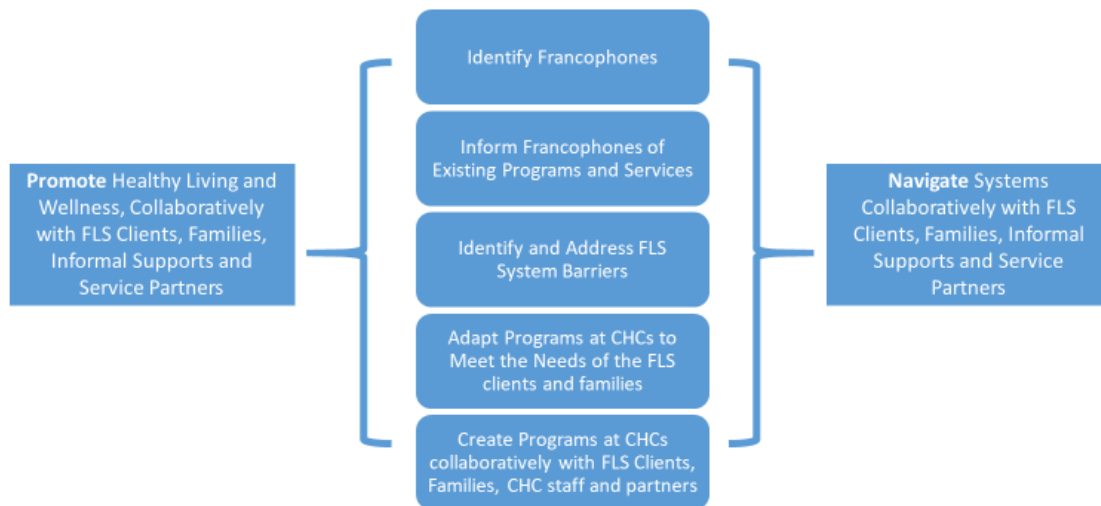 Promote Healthy Living and
Wellness, Collaboratively
with FLS Clients, Families,
Informal Supports and
Service Partners
Identify Francophones
Inform Francophones of
Existing Programs and Services
Identify and Address FLS
System Barriers
Adapt Programs at CHCs to
Meet the Needs of the FLS
clients and families
Create Programs at CHCs
collaboratively with FLS Clients,
Families, CHC staff and partners
Navigate Systems
Collaboratively with FLS
Clients, Families, Informal
Supports and Service
Partners